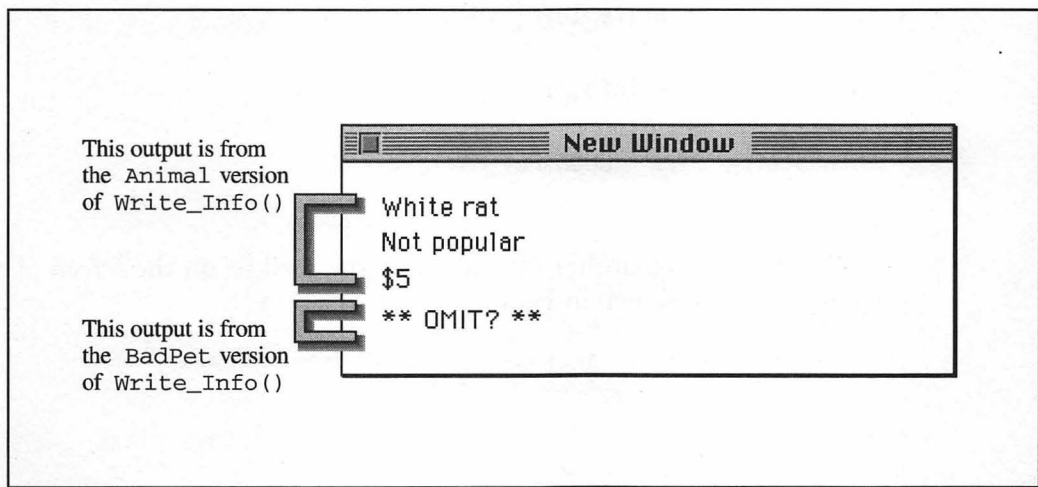 This output is from
the Animal version
of Write_Info()
New Window
White rat
Not popular
$5
** OMIT? **
This output is from
the BadPet version
of Write_Info()